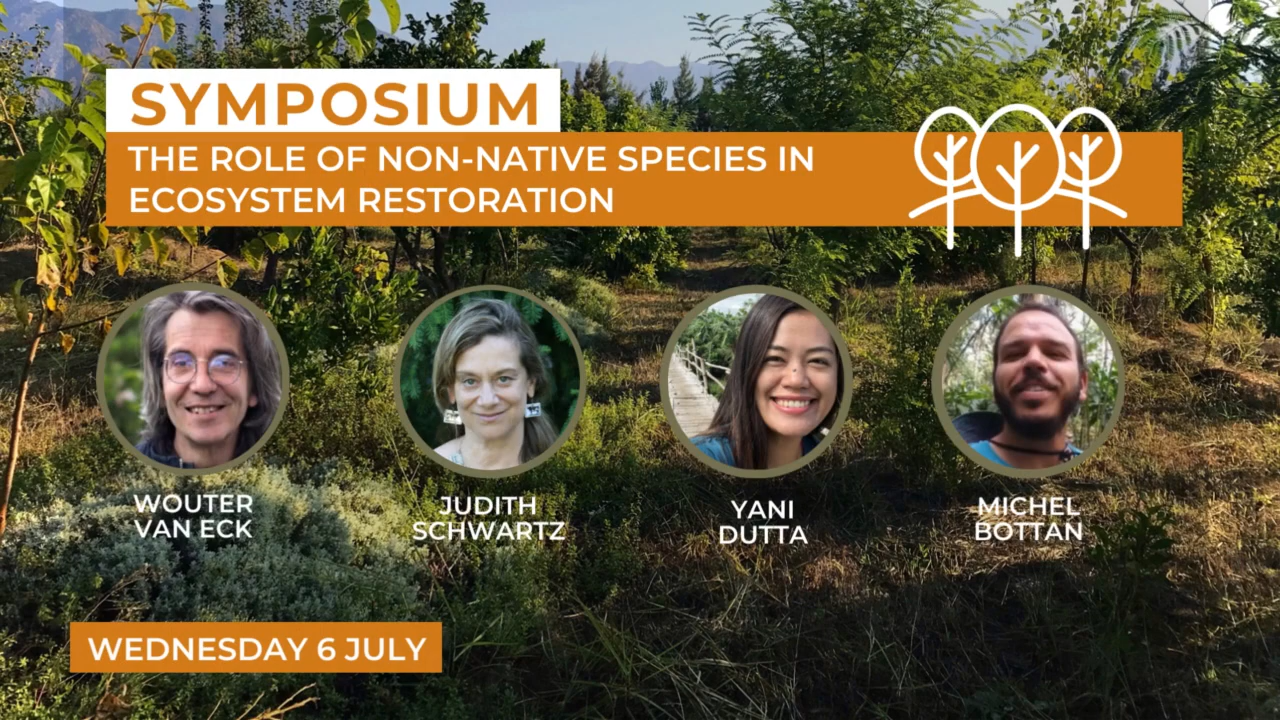 SYMPOSIUM
THE ROLE OF NON-NATIVE SPECIES IN
ECOSYSTEM RESTORATION
WOUTER
VAN ECK
JUDITH
SCHWARTZ
YANI
DUTTA
MICHEL
BOTTAN
WEDNESDAY 6 JULY